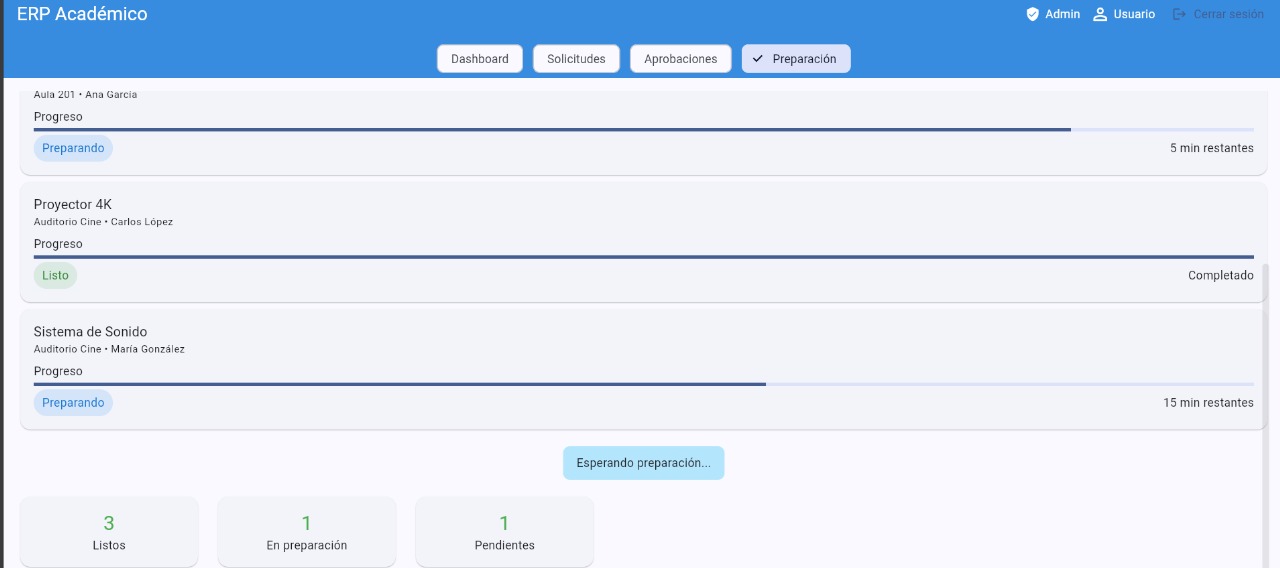 ERP Académico
Admin
Usuario
Cerrar sesión
Dashboard
Solicitudes
Aprobaciones
Preparación
Aula 201 • Ana García
Progreso
Preparando
5 min restantes
Proyector 4K
Auditorio Cine • Carlos López
Progreso
Listo
Completado
Sistema de Sonido
Auditorio Cine • María González
Progreso
Preparando
15 min restantes
Esperando preparación...
3
Listos
1
En preparación
1
Pendientes